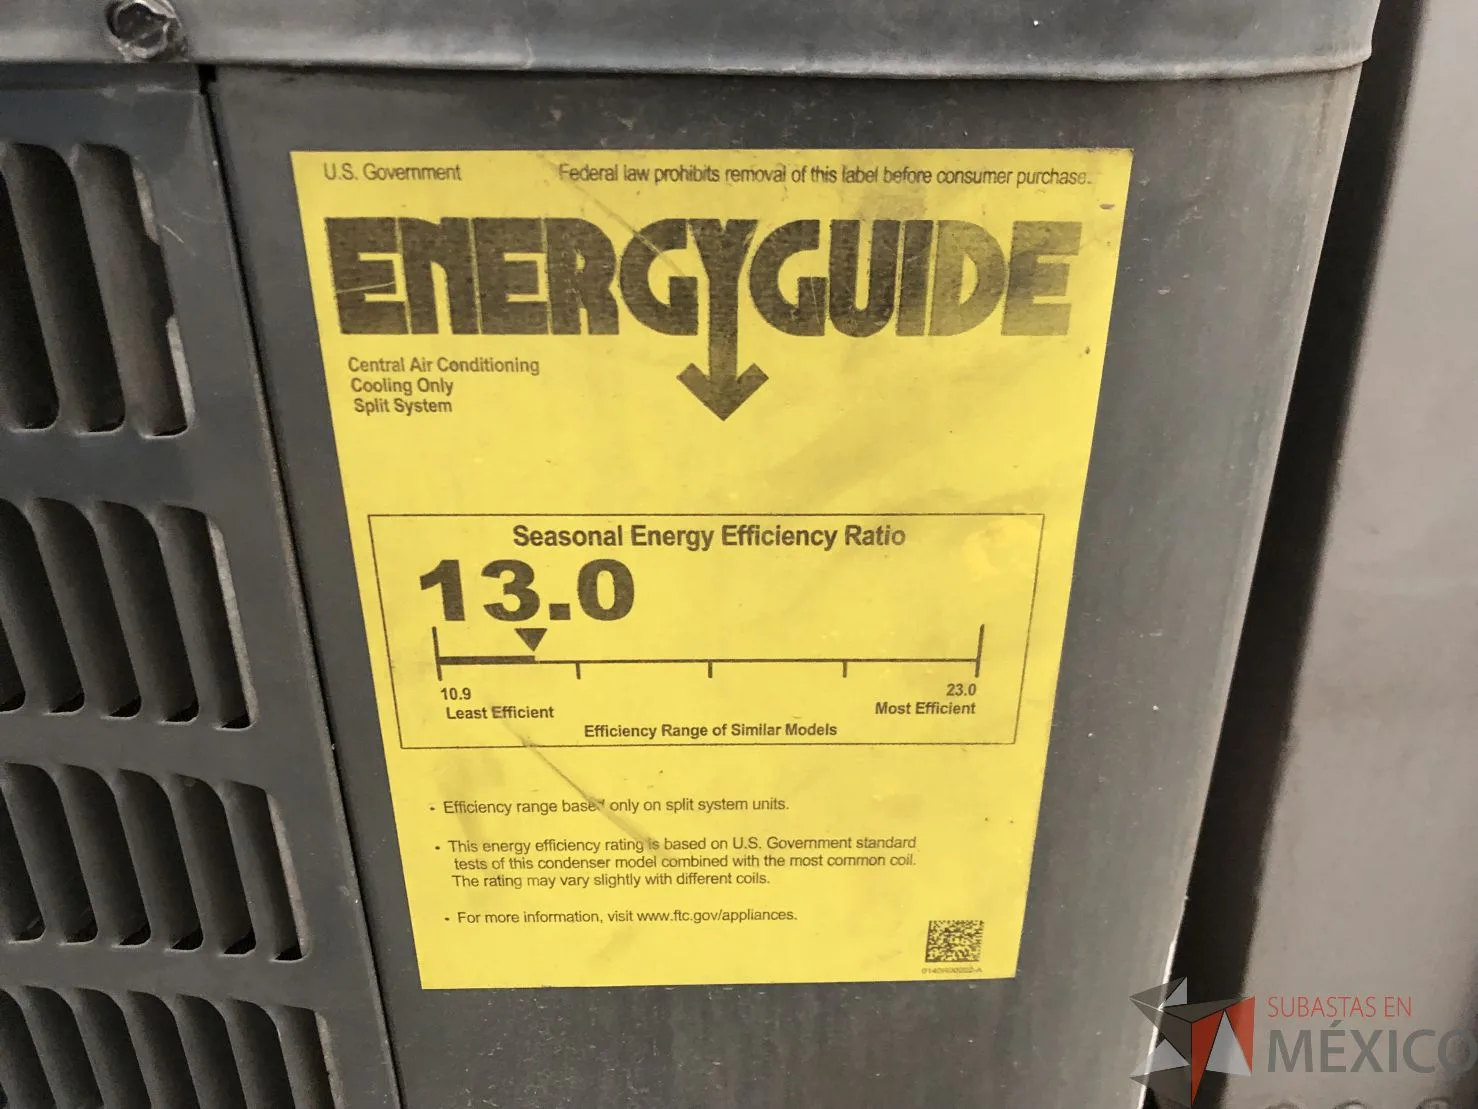 U.S. Government
Federal law prohibits removal of this label before consumer purchase.
ENERGYGUIDE
Central Air Conditioning
Cooling Only
Split System
Seasonal Energy Efficiency Ratio
13.0
10.9
23.0
Least Efficient
Most Efficient
Efficiency Range of Similar Models
• Efficiency range based only on split system units.
• This energy efficiency rating is based on U.S. Government standard
tests of this condenser model combined with the most common coil.
The rating may vary slightly with different coils.
• For more information, visit www.ftc.gov/appliances.
SUBASTAS EN
MÉXICO